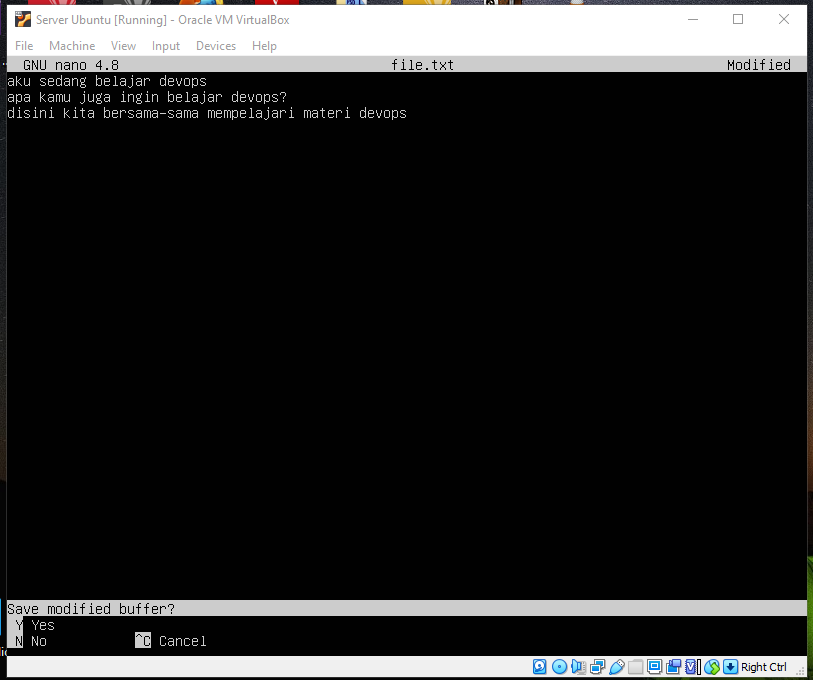 Server Ubuntu [Running] - Oracle VM VirtualBox
File Machine View Input Devices Help
GNU nano 4.8 file.txt Modified
aku sedang belajar devops
apa kamu juga ingin belajar devops?
disini kita bersama-sama mempelajari materi devops
Save modified buffer?
Y Yes
N No ^C Cancel
Right Ctrl